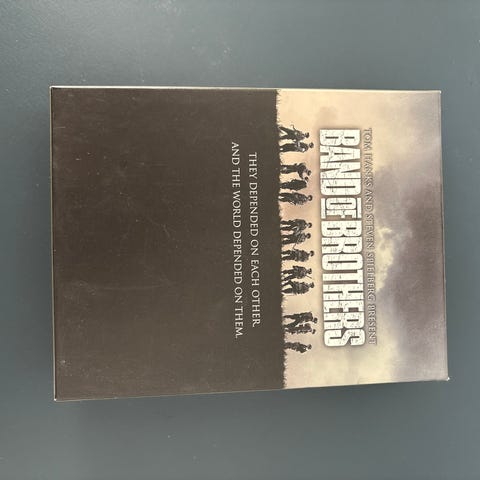 TOM HANKS AND STEVEN SPIELBERG PRESENT
BAND OF BROTHERS
THEY DEPENDED ON EACH OTHER.
AND THE WORLD DEPENDED ON THEM.